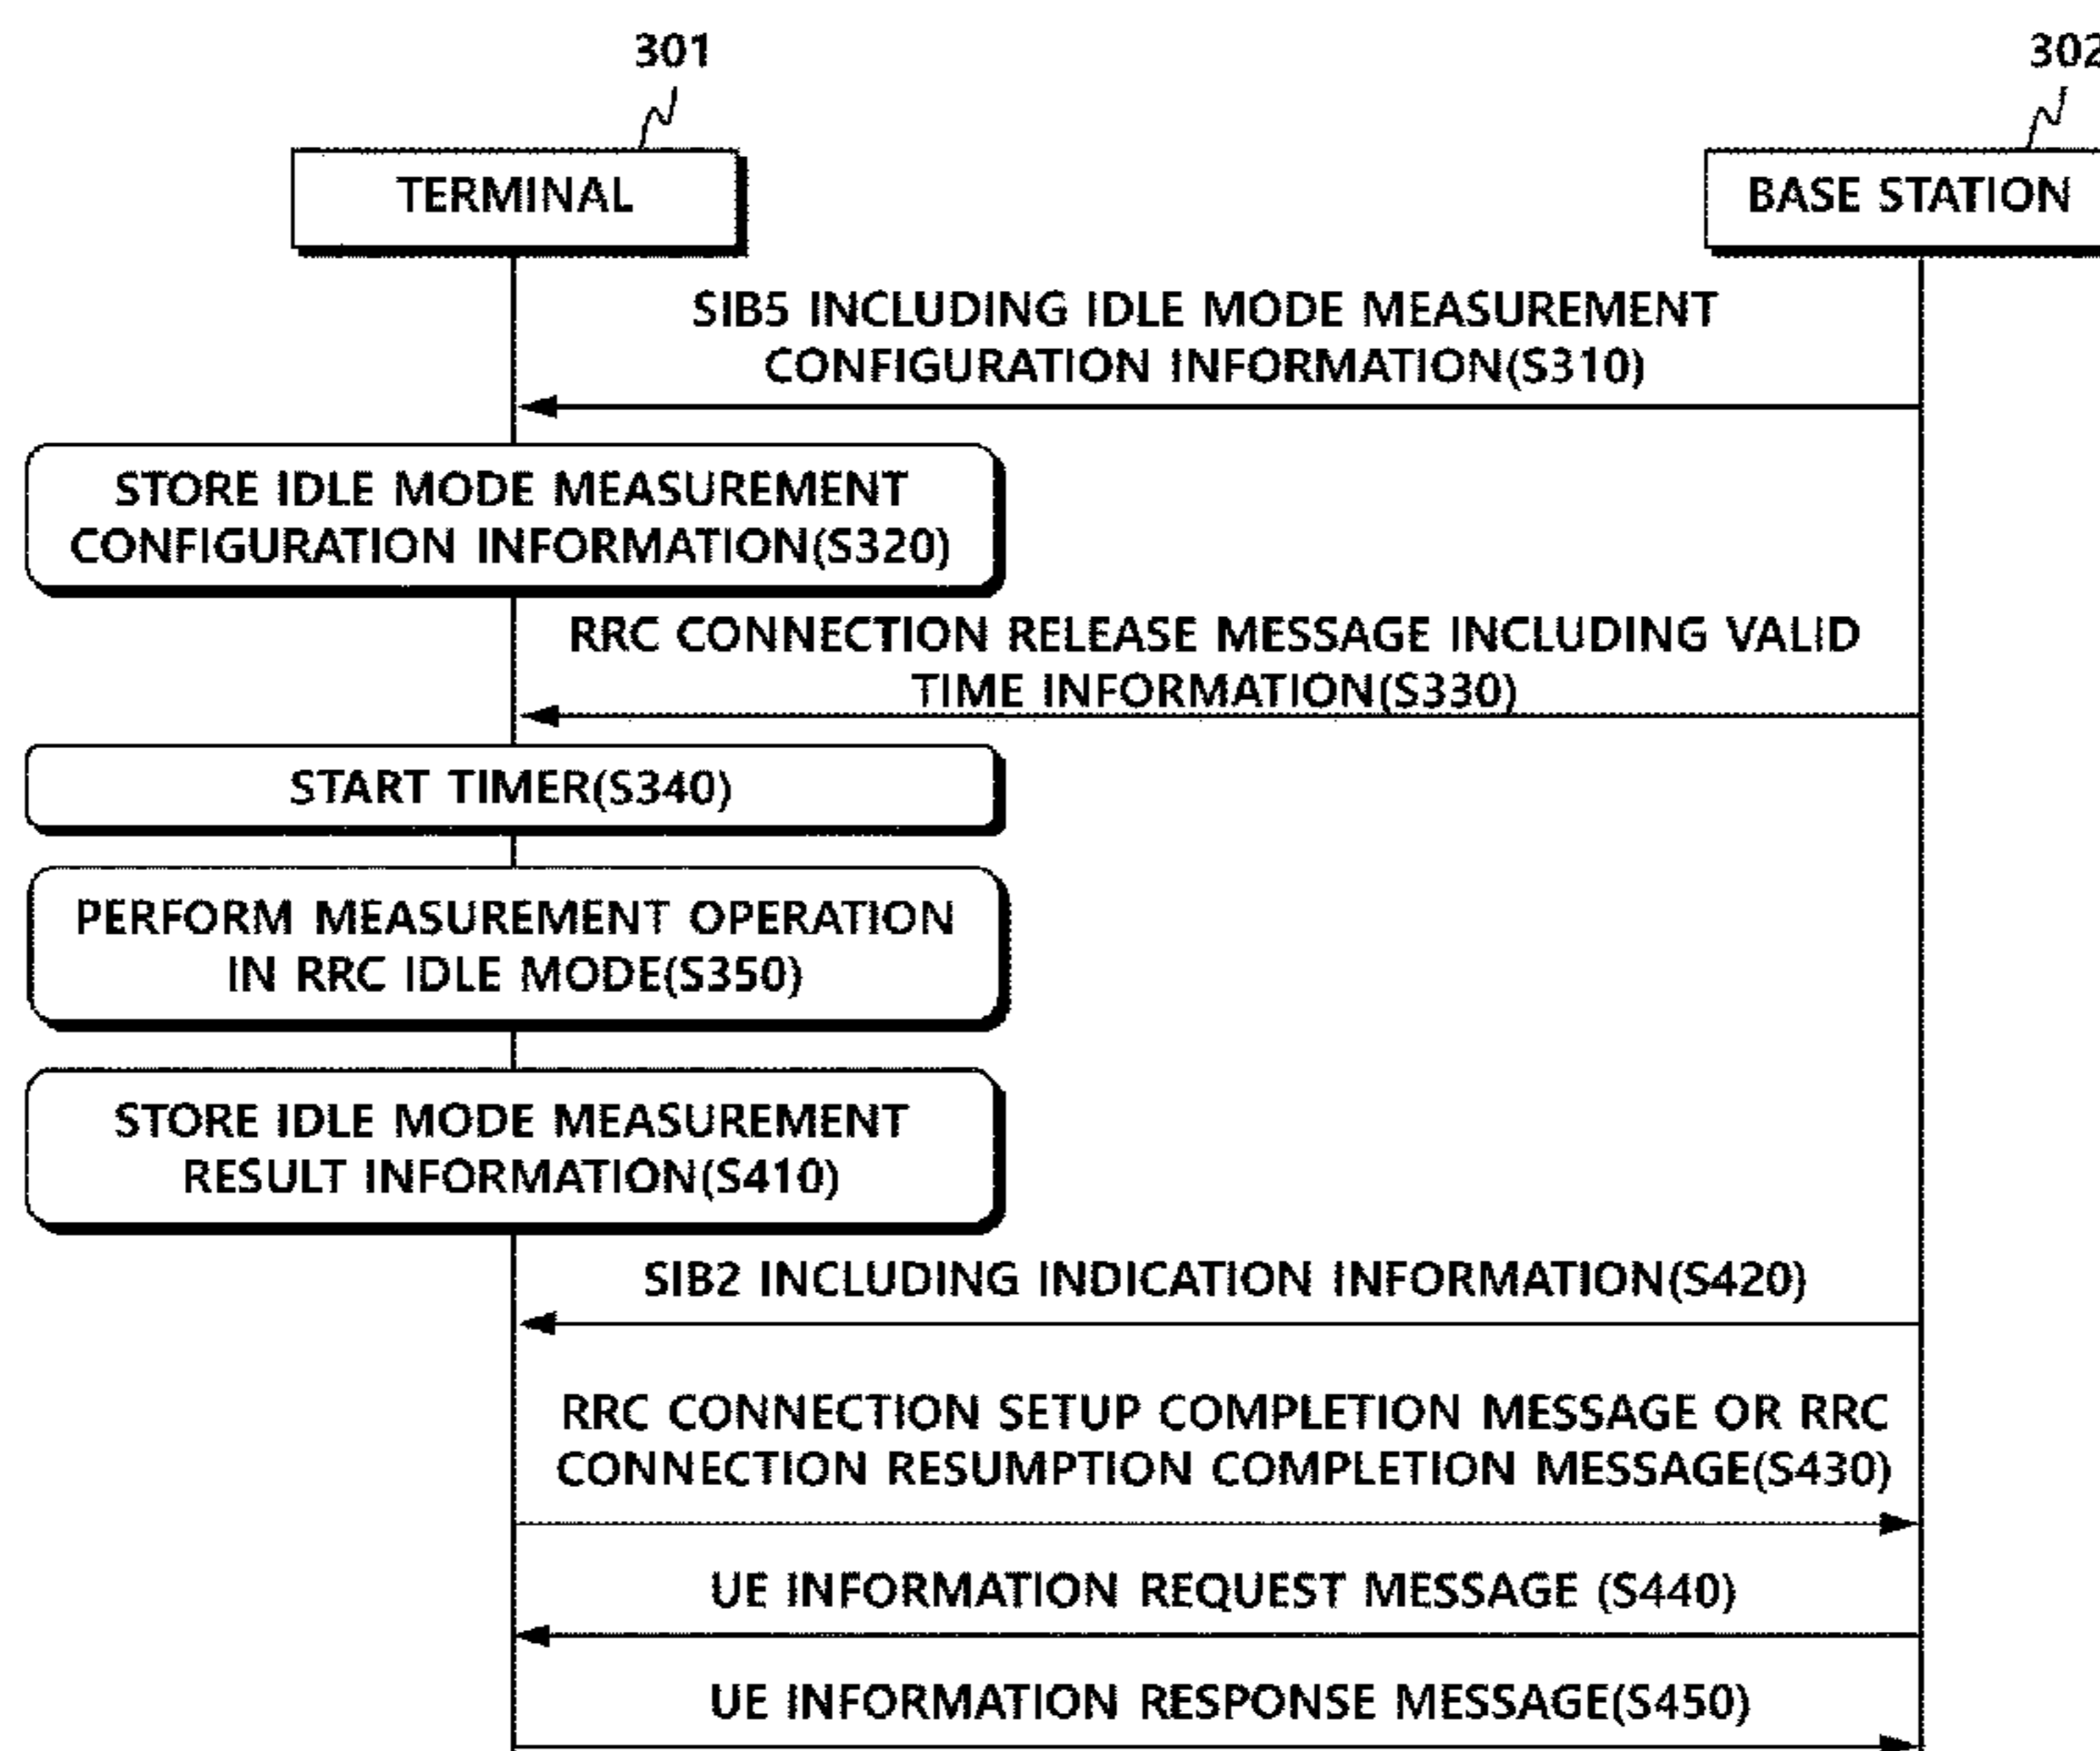 301
302
TERMINAL
BASE STATION
SIB5 INCLUDING IDLE MODE MEASUREMENT
CONFIGURATION INFORMATION(S310)
STORE IDLE MODE MEASUREMENT
CONFIGURATION INFORMATION(S320)
RRC CONNECTION RELEASE MESSAGE INCLUDING VALID
TIME INFORMATION(S330)
START TIMER(S340)
PERFORM MEASUREMENT OPERATION
IN RRC IDLE MODE(S350)
STORE IDLE MODE MEASUREMENT
RESULT INFORMATION(S410)
SIB2 INCLUDING INDICATION INFORMATION(S420)
RRC CONNECTION SETUP COMPLETION MESSAGE OR RRC
CONNECTION RESUMPTION COMPLETION MESSAGE(S430)
UE INFORMATION REQUEST MESSAGE (S440)
UE INFORMATION RESPONSE MESSAGE(S450)